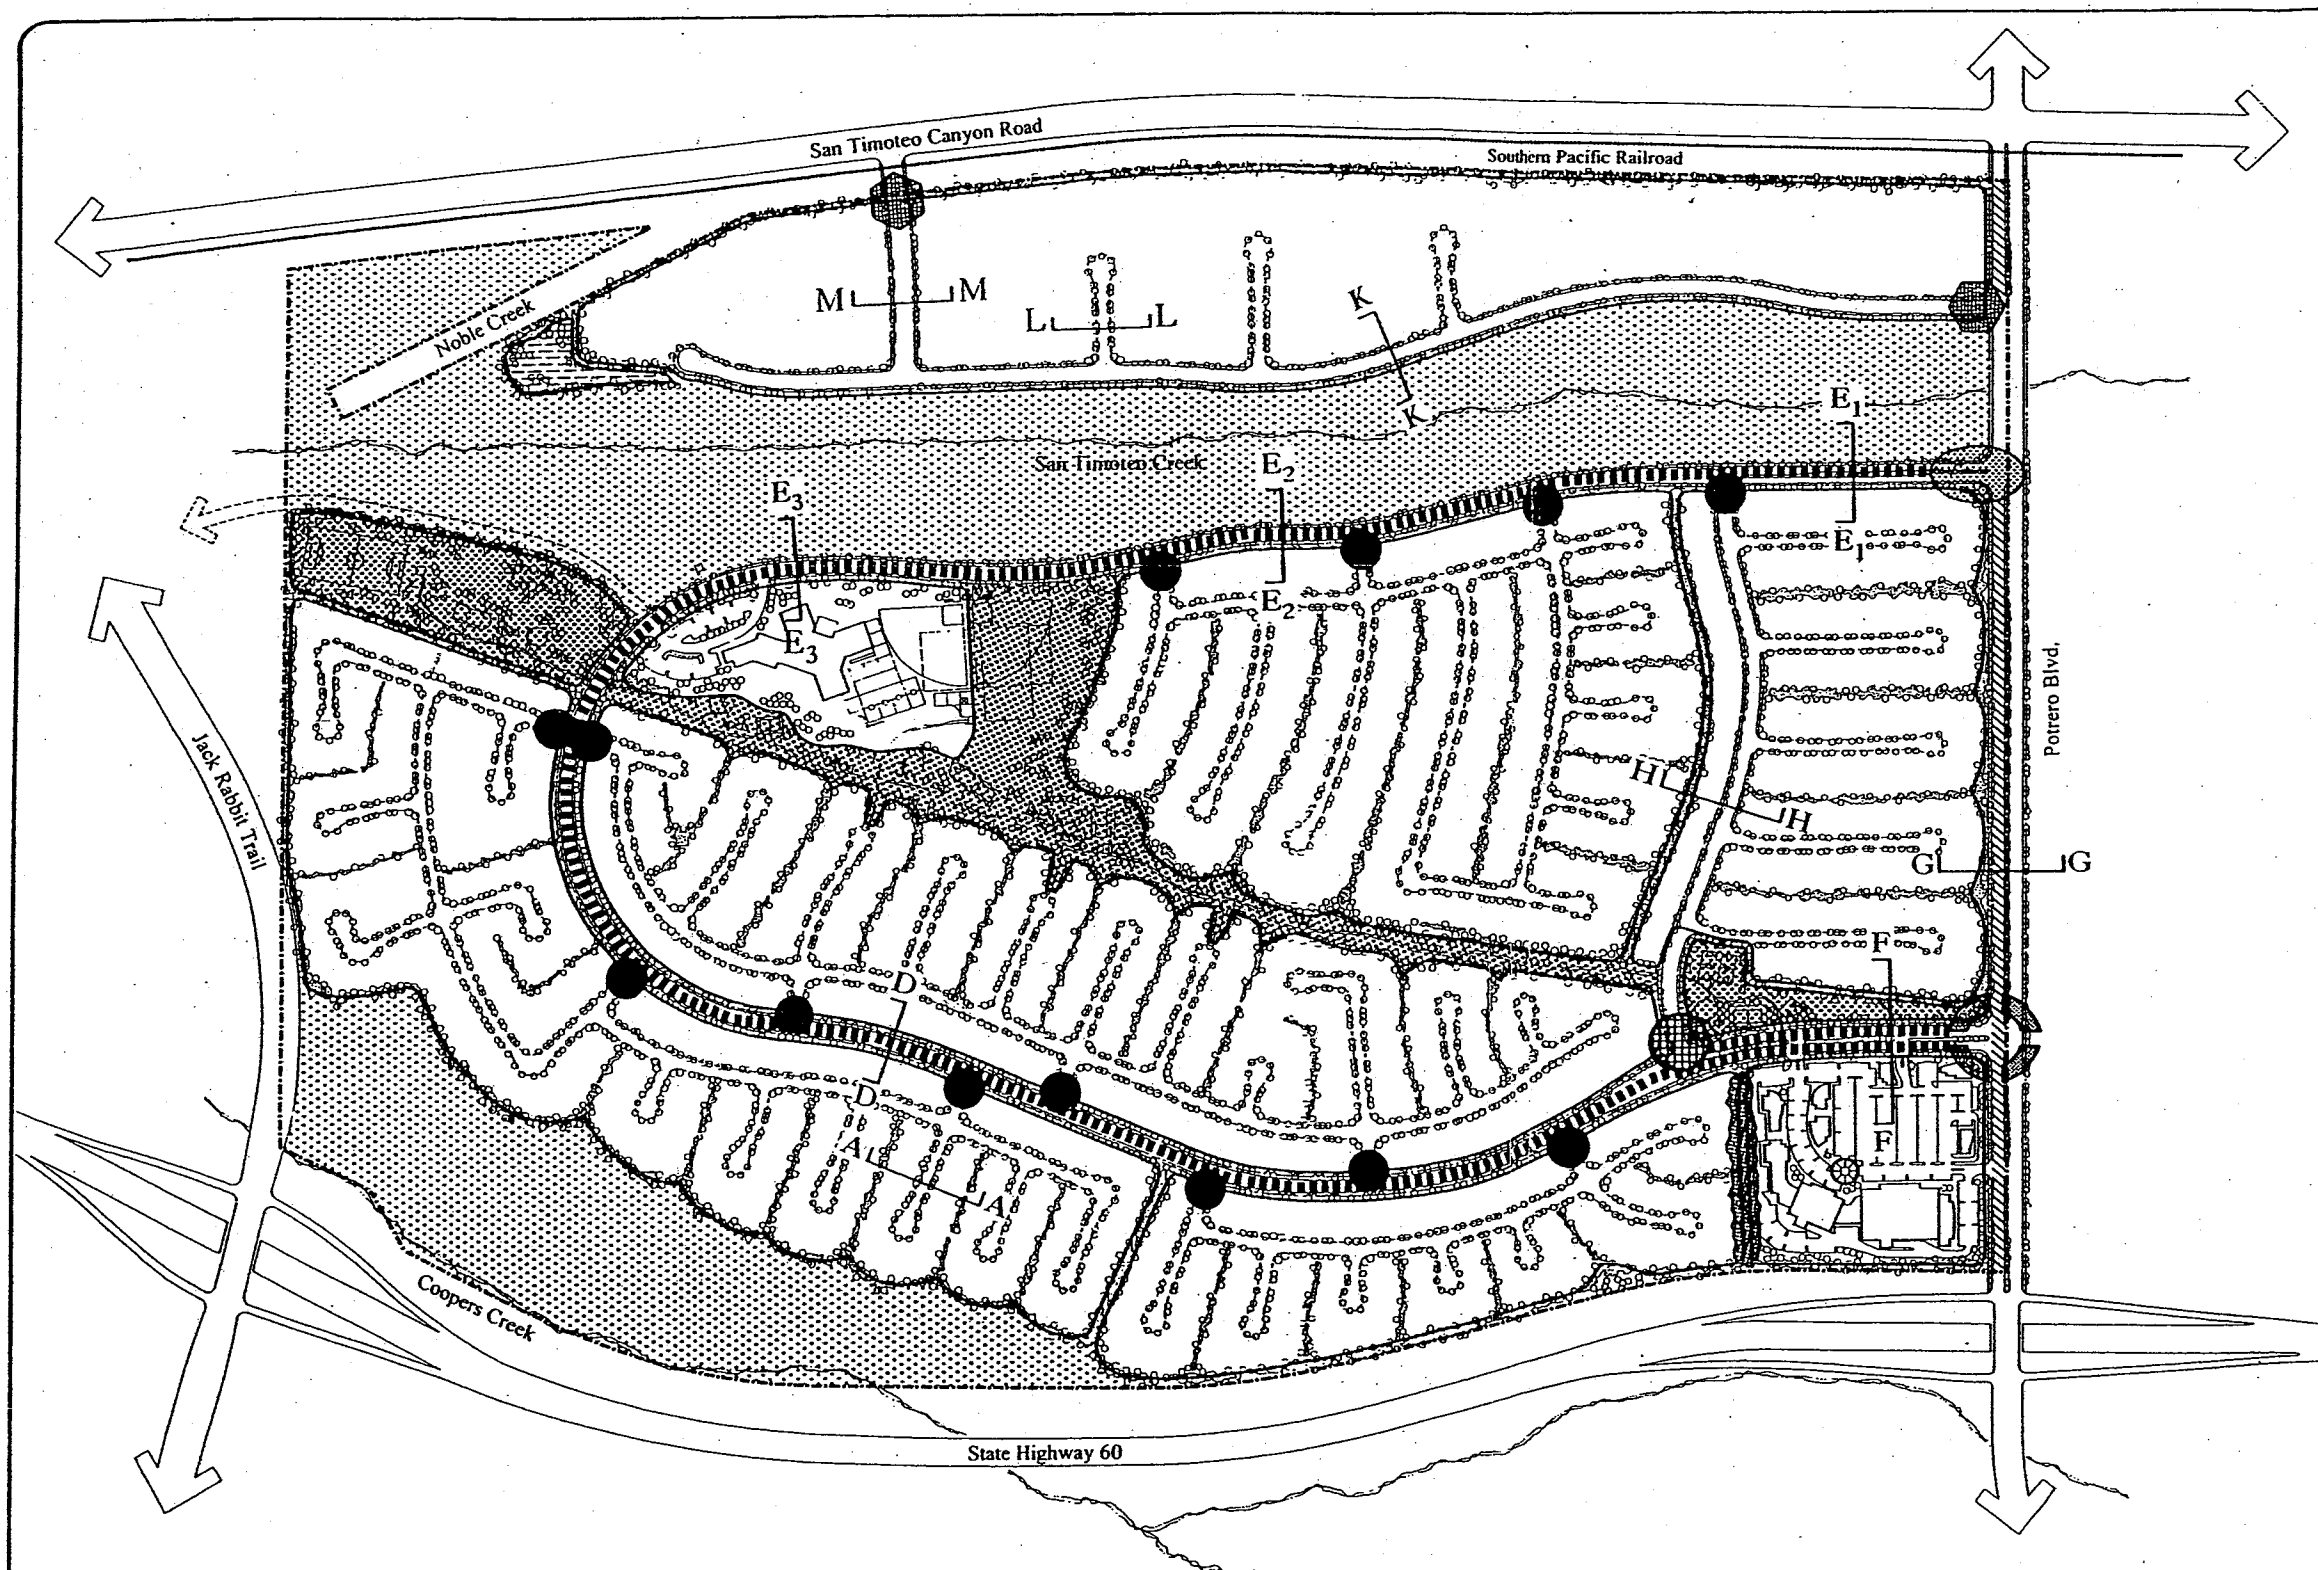 San Timoteo Canyon Road
Southern Pacific Railroad
M M
L L
K
Noble Creek
K
E1
San Timoteo Creek
E2
E3
E1
E2
E3
Potrero Blvd,
Jack Rabbit Trail
H
H
G G
F
D
D
A
A
F
Coopers Creek
State Highway 60